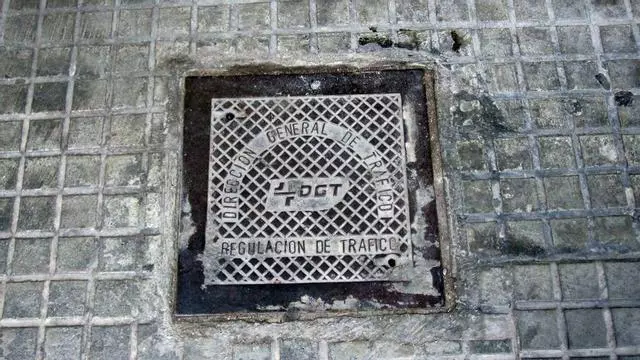 DIRECCION GENERAL DE TRAFICO
DGT
REGULACION DE TRAFICO